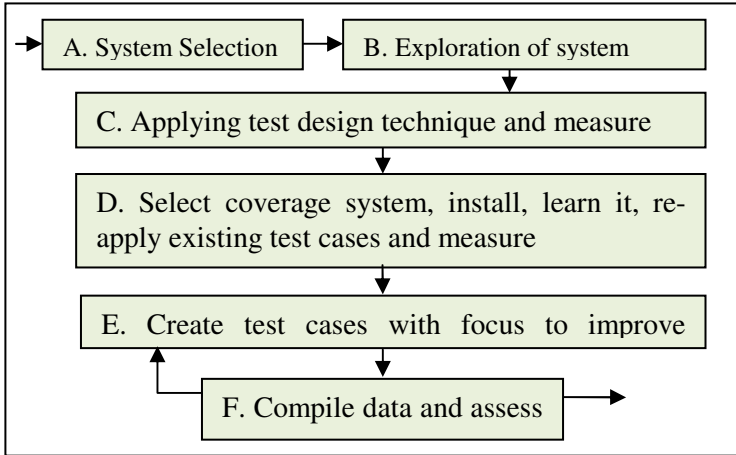 A. System Selection
B. Exploration of system
C. Applying test design technique and measure
D. Select coverage system, install, learn it, re-
apply existing test cases and measure
E. Create test cases with focus to improve
F. Compile data and assess